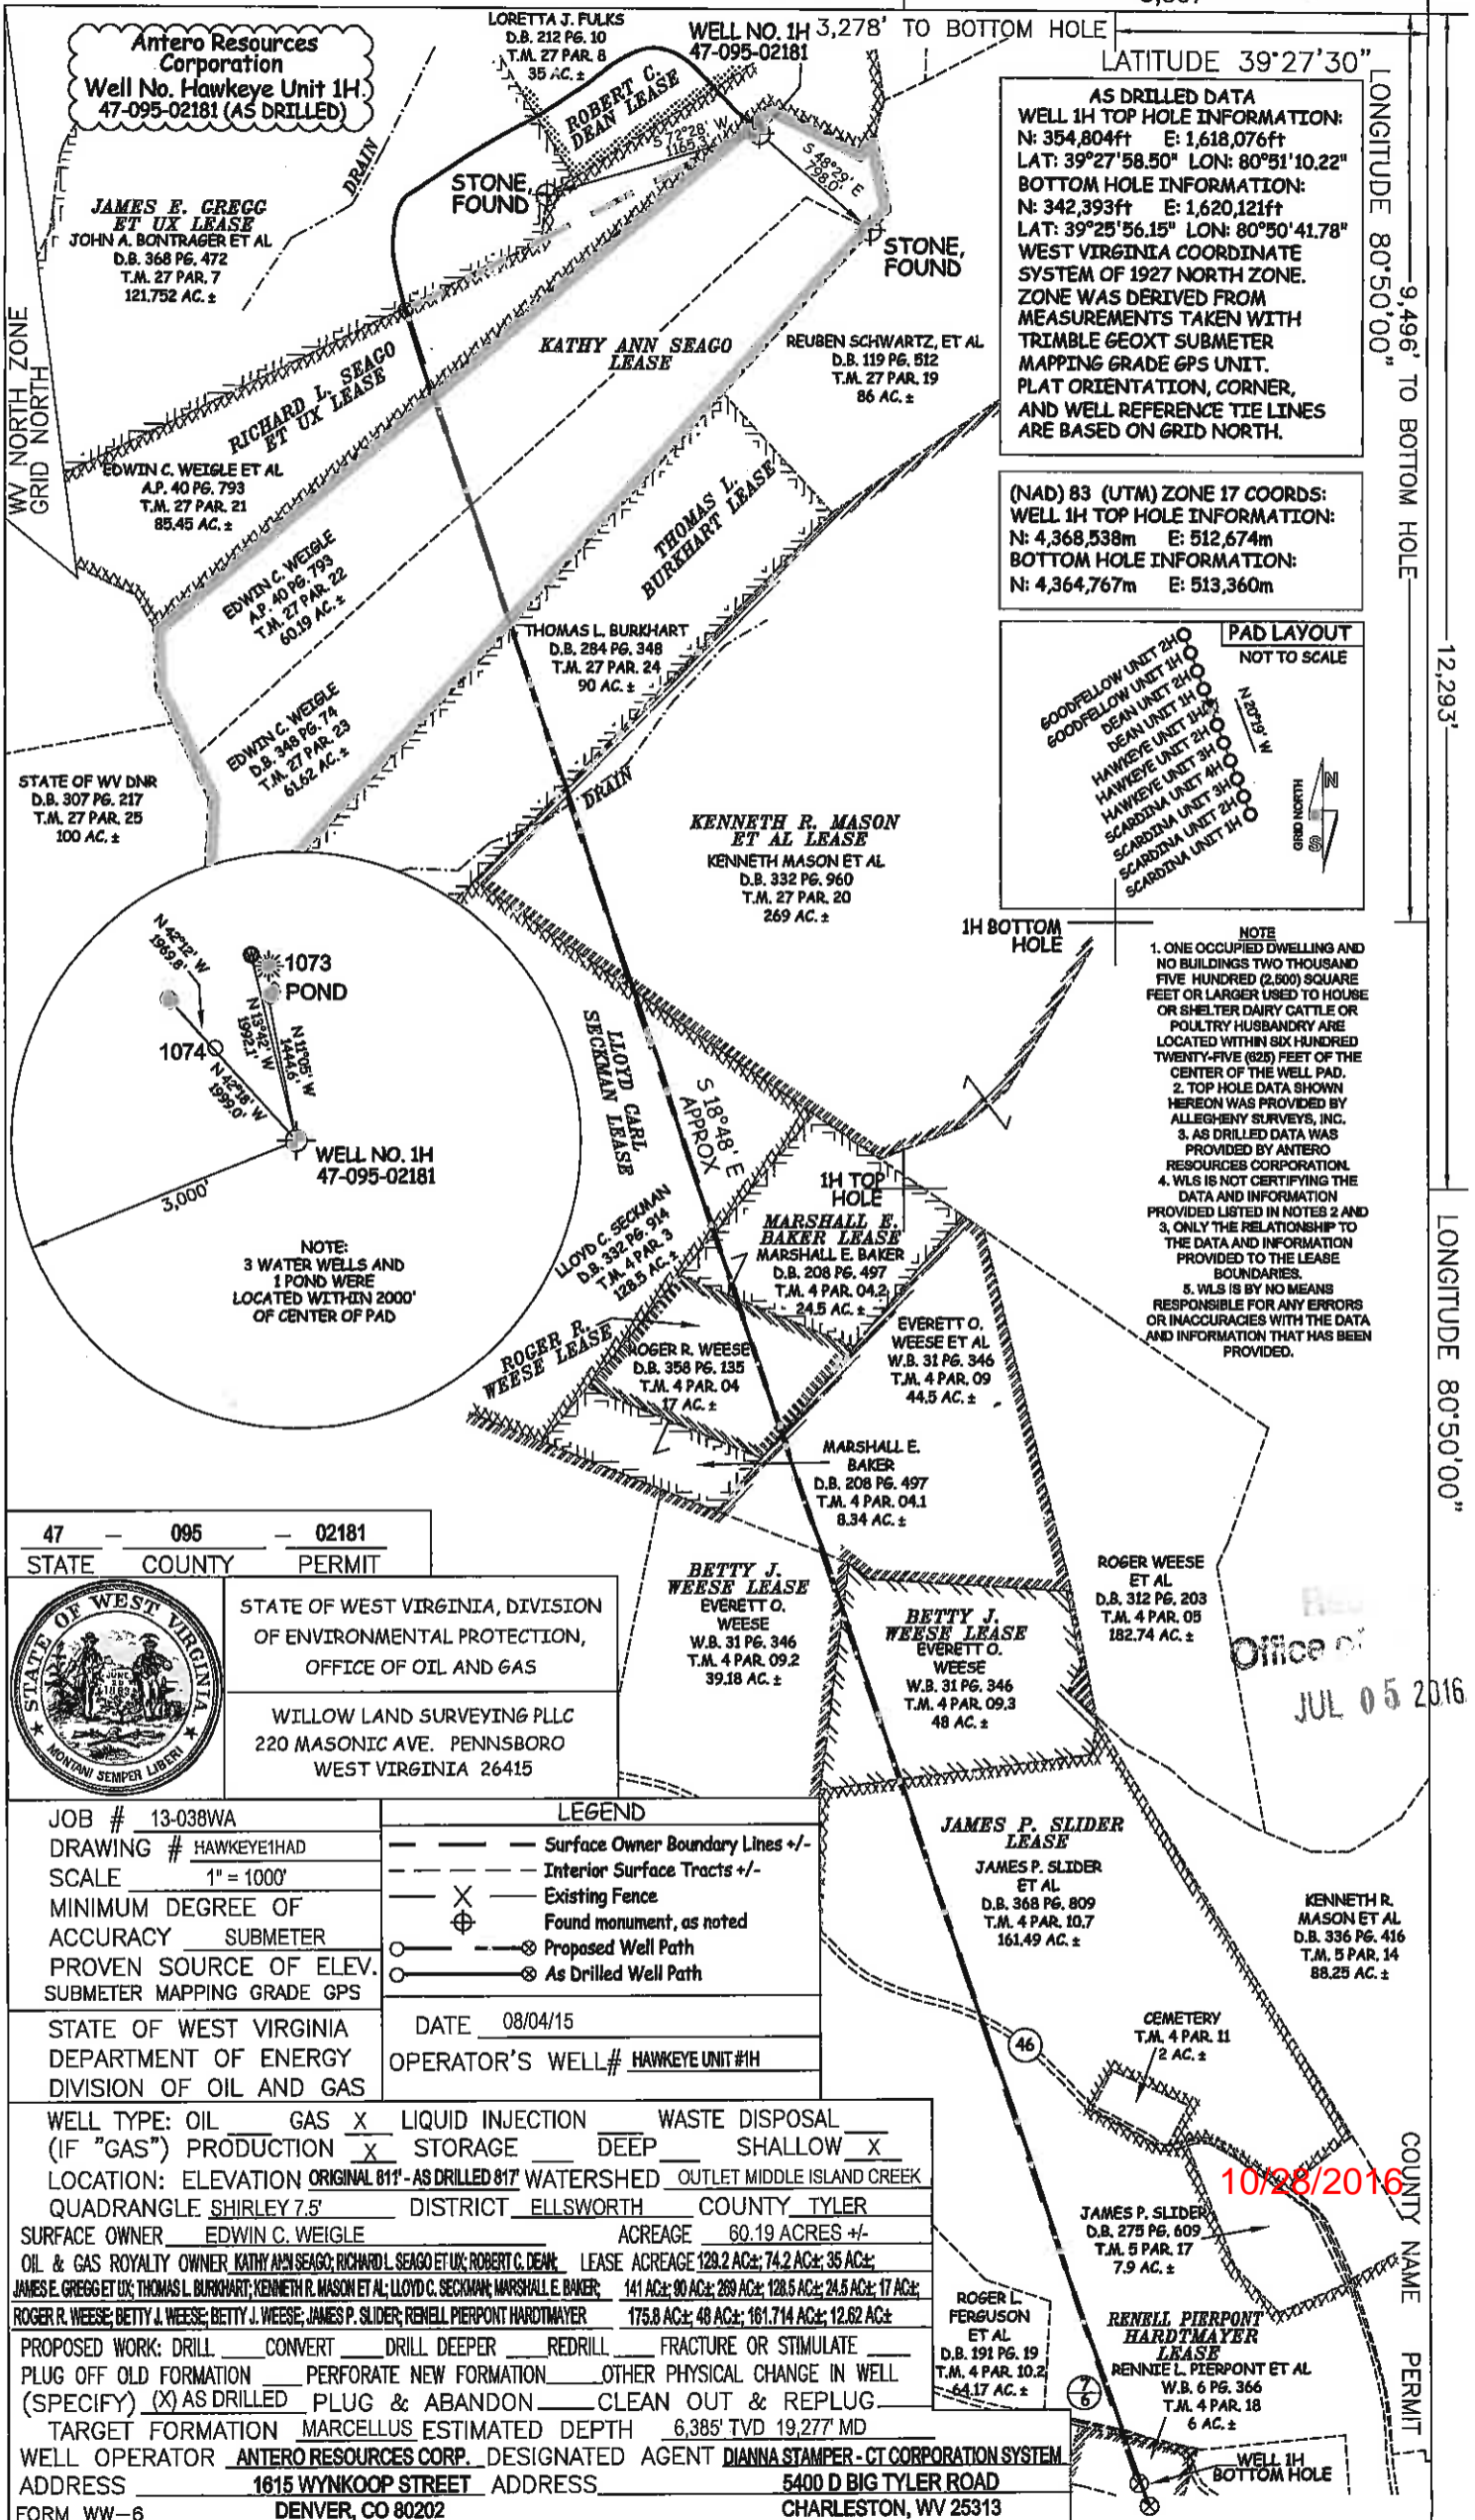 Antero Resources
Corporation
Well No. Hawkeye Unit 1H
47-095-02181 (AS DRILLED)
LORETTA J. FULKS
D.B. 212 PG. 10
T.M. 27 PAR. 8
35 AC. ±
WELL NO. 1H
47-095-02181
3,278' TO BOTTOM HOLE
LATITUDE 39°27'30"
LONGITUDE 80°50'00"
9,496' TO BOTTOM HOLE
12,293'
AS DRILLED DATA
WELL 1H TOP HOLE INFORMATION:
N: 354,804ft E: 1,618,076ft
LAT: 39°27'58.50" LON: 80°51'10.22"
BOTTOM HOLE INFORMATION:
N: 342,393ft E: 1,620,121ft
LAT: 39°25'56.15" LON: 80°50'41.78"
WEST VIRGINIA COORDINATE
SYSTEM OF 1927 NORTH ZONE.
ZONE WAS DERIVED FROM
MEASUREMENTS TAKEN WITH
TRIMBLE GEOXT SUBMETER
MAPPING GRADE GPS UNIT.
PLAT ORIENTATION, CORNER,
AND WELL REFERENCE TIE LINES
ARE BASED ON GRID NORTH.
ROBERT C.
DEAN LEASE
S 72°28' W
1165.3'
S 48°29' E
798.0'
STONE,
FOUND
STONE,
FOUND
DRAIN
JAMES E. GREGG
ET UX LEASE
JOHN A. BONTRAGER ET AL
D.B. 368 PG. 472
T.M. 27 PAR. 7
121.752 AC. ±
WV NORTH ZONE
GRID NORTH
KATHY ANN SEAGO
LEASE
REUBEN SCHWARTZ, ET AL
D.B. 119 PG. 512
T.M. 27 PAR. 19
86 AC. ±
RICHARD L. SEAGO
ET UX LEASE
EDWIN C. WEIGLE ET AL
A.P. 40 PG. 793
T.M. 27 PAR. 21
85.45 AC. ±
(NAD) 83 (UTM) ZONE 17 COORDS:
WELL 1H TOP HOLE INFORMATION:
N: 4,368,538m E: 512,674m
BOTTOM HOLE INFORMATION:
N: 4,364,767m E: 513,360m
THOMAS L.
BURKHART LEASE
EDWIN C. WEIGLE
A.P. 40 PG. 793
T.M. 27 PAR. 22
60.19 AC. ±
THOMAS L. BURKHART
D.B. 284 PG. 348
T.M. 27 PAR. 24
90 AC. ±
PAD LAYOUT
NOT TO SCALE
GOODFELLOW UNIT 2H
GOODFELLOW UNIT 1H
DEAN UNIT 2H
DEAN UNIT 1H
HAWKEYE UNIT 1H
HAWKEYE UNIT 2H
HAWKEYE UNIT 3H
SCARDINA UNIT 4H
SCARDINA UNIT 3H
SCARDINA UNIT 2H
SCARDINA UNIT 1H
N 20°19' W
GRID NORTH
N
S
EDWIN C. WEIGLE
D.B. 348 PG. 74
T.M. 27 PAR. 23
61.62 AC. ±
STATE OF WV DNR
D.B. 307 PG. 217
T.M. 27 PAR. 25
100 AC. ±
DRAIN
KENNETH R. MASON
ET AL LEASE
KENNETH MASON ET AL
D.B. 332 PG. 960
T.M. 27 PAR. 20
269 AC. ±
1H BOTTOM
HOLE
NOTE
1. ONE OCCUPIED DWELLING AND
NO BUILDINGS TWO THOUSAND
FIVE HUNDRED (2,500) SQUARE
FEET OR LARGER USED TO HOUSE
OR SHELTER DAIRY CATTLE OR
POULTRY HUSBANDRY ARE
LOCATED WITHIN SIX HUNDRED
TWENTY-FIVE (625) FEET OF THE
CENTER OF THE WELL PAD.
2. TOP HOLE DATA SHOWN
HEREON WAS PROVIDED BY
ALLEGHENY SURVEYS, INC.
3. AS DRILLED DATA WAS
PROVIDED BY ANTERO
RESOURCES CORPORATION.
4. WLS IS NOT CERTIFYING THE
DATA AND INFORMATION
PROVIDED LISTED IN NOTES 2 AND
3, ONLY THE RELATIONSHIP TO
THE DATA AND INFORMATION
PROVIDED TO THE LEASE
BOUNDARIES.
5. WLS IS BY NO MEANS
RESPONSIBLE FOR ANY ERRORS
OR INACCURACIES WITH THE DATA
AND INFORMATION THAT HAS BEEN
PROVIDED.
N 42°12' W
1969.8'
1073
POND
N 13°42' W
1992.1'
N 11°05' W
1444.6'
1074
N 42°18' W
1999.0'
WELL NO. 1H
47-095-02181
3,000'
NOTE:
3 WATER WELLS AND
1 POND WERE
LOCATED WITHIN 2000'
OF CENTER OF PAD
LLOYD CARL
SECKMAN LEASE
S 18°48' E
APPROX
1H TOP
HOLE
LLOYD C. SECKMAN
D.B. 332 PG. 914
T.M. 4 PAR. 3
128.5 AC. ±
MARSHALL E.
BAKER LEASE
MARSHALL E. BAKER
D.B. 208 PG. 497
T.M. 4 PAR. 04.2
24.5 AC. ±
LONGITUDE 80°50'00"
ROGER R.
WEESE LEASE
ROGER R. WEESE
D.B. 358 PG. 135
T.M. 4 PAR. 04
17 AC. ±
EVERETT O.
WEESE ET AL
W.B. 31 PG. 346
T.M. 4 PAR. 09
44.5 AC. ±
MARSHALL E.
BAKER
D.B. 208 PG. 497
T.M. 4 PAR. 04.1
8.34 AC. ±
47 — 095 — 02181
STATE COUNTY PERMIT
STATE OF WEST VIRGINIA
MONTANI SEMPER LIBERI
STATE OF WEST VIRGINIA, DIVISION
OF ENVIRONMENTAL PROTECTION,
OFFICE OF OIL AND GAS
WILLOW LAND SURVEYING PLLC
220 MASONIC AVE. PENNSBORO
WEST VIRGINIA 26415
BETTY J.
WEESE LEASE
EVERETT O.
WEESE
W.B. 31 PG. 346
T.M. 4 PAR. 09.2
39.18 AC. ±
BETTY J.
WEESE LEASE
EVERETT O.
WEESE
W.B. 31 PG. 346
T.M. 4 PAR. 09.3
48 AC. ±
ROGER WEESE
ET AL
D.B. 312 PG. 203
T.M. 4 PAR. 05
182.74 AC. ±
Office of
JUL 05 2016
JOB # 13-038WA
DRAWING # HAWKEYE1HAD
SCALE 1" = 1000'
MINIMUM DEGREE OF
ACCURACY SUBMETER
PROVEN SOURCE OF ELEV.
SUBMETER MAPPING GRADE GPS
LEGEND
Surface Owner Boundary Lines +/-
Interior Surface Tracts +/-
X Existing Fence
Found monument, as noted
Proposed Well Path
As Drilled Well Path
STATE OF WEST VIRGINIA
DEPARTMENT OF ENERGY
DIVISION OF OIL AND GAS
DATE 08/04/15
OPERATOR'S WELL# HAWKEYE UNIT #1H
JAMES P. SLIDER
LEASE
JAMES P. SLIDER
ET AL
D.B. 368 PG. 809
T.M. 4 PAR. 10.7
161.49 AC. ±
KENNETH R.
MASON ET AL
D.B. 336 PG. 416
T.M. 5 PAR. 14
88.25 AC. ±
46
CEMETERY
T.M. 4 PAR. 11
2 AC. ±
10/28/2016
JAMES P. SLIDER
D.B. 275 PG. 609
T.M. 5 PAR. 17
7.9 AC. ±
COUNTY NAME PERMIT
WELL TYPE: OIL GAS X LIQUID INJECTION WASTE DISPOSAL
(IF "GAS") PRODUCTION X STORAGE DEEP SHALLOW X
LOCATION: ELEVATION ORIGINAL 811' - AS DRILLED 817' WATERSHED OUTLET MIDDLE ISLAND CREEK
QUADRANGLE SHIRLEY 7.5' DISTRICT ELLSWORTH COUNTY TYLER
SURFACE OWNER EDWIN C. WEIGLE ACREAGE 60.19 ACRES +/-
OIL & GAS ROYALTY OWNER KATHY ANN SEAGO; RICHARD L SEAGO ET UX; ROBERT C. DEAN; LEASE ACREAGE 129.2 AC±; 74.2 AC±; 35 AC±;
JAMES E. GREGG ET UX; THOMAS L. BURKHART; KENNETH R. MASON ET AL; LLOYD C. SECKMAN; MARSHALL E. BAKER; 141 AC±; 90 AC±; 269 AC±; 128.5 AC±; 24.5 AC±; 17 AC±;
ROGER R. WEESE; BETTY J. WEESE; BETTY J. WEESE; JAMES P. SLIDER; RENELL PIERPONT HARDTMAYER 175.8 AC±; 48 AC±; 161.714 AC±; 12.62 AC±
PROPOSED WORK: DRILL CONVERT DRILL DEEPER REDRILL FRACTURE OR STIMULATE
PLUG OFF OLD FORMATION PERFORATE NEW FORMATION OTHER PHYSICAL CHANGE IN WELL
(SPECIFY) (X) AS DRILLED PLUG & ABANDON CLEAN OUT & REPLUG
TARGET FORMATION MARCELLUS ESTIMATED DEPTH 6,385' TVD 19,277' MD
WELL OPERATOR ANTERO RESOURCES CORP. DESIGNATED AGENT DIANNA STAMPER - CT CORPORATION SYSTEM
ADDRESS 1615 WYNKOOP STREET ADDRESS 5400 D BIG TYLER ROAD
FORM WW-6 DENVER, CO 80202 CHARLESTON, WV 25313
ROGER L.
FERGUSON
ET AL
D.B. 191 PG. 19
T.M. 4 PAR. 10.2
64.17 AC. ±
7
6
RENELL PIERPONT
HARDTMAYER
LEASE
RENNIE L. PIERPONT ET AL
W.B. 6 PG. 366
T.M. 4 PAR. 18
6 AC. ±
WELL 1H
BOTTOM HOLE